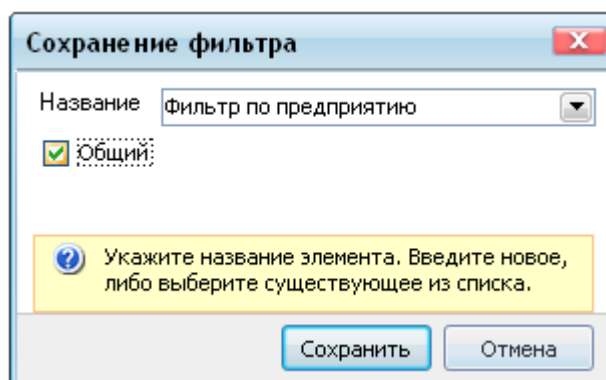 Сохранение фильтра
Название Фильтр по предприятию
Общий
Укажите название элемента. Введите новое,
либо выберите существующее из списка.
Сохранить Отмена